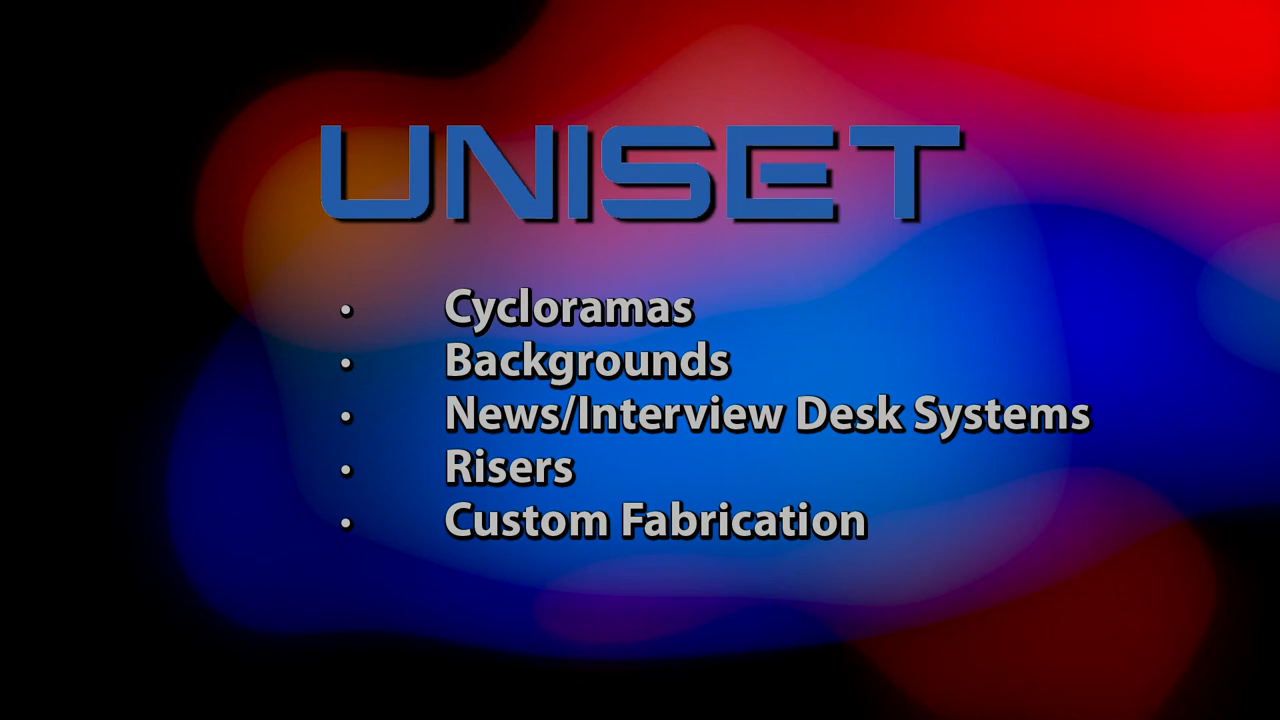 UNISET
• Cycloramas
• Backgrounds
• News/Interview Desk Systems
• Risers
• Custom Fabrication